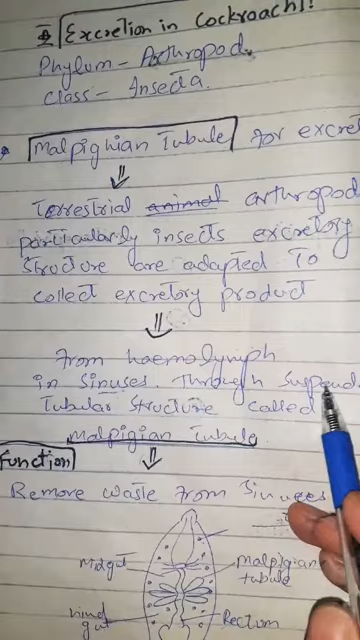 Excretion in Cockroach!!
Phylum - Arthropod.
Class - Insecta.
Malpighian Tubule for excret
Terrestrial animal arthropod
particularly insects excretory
structure are adapted To
collect excretory product
from haemolymph
in sinuses. Through suspend
Tubular structure called
malpigian tubule.
Function
Remove waste from sinuses
midgut
malpigian
tubule
hind
gut
Rectum